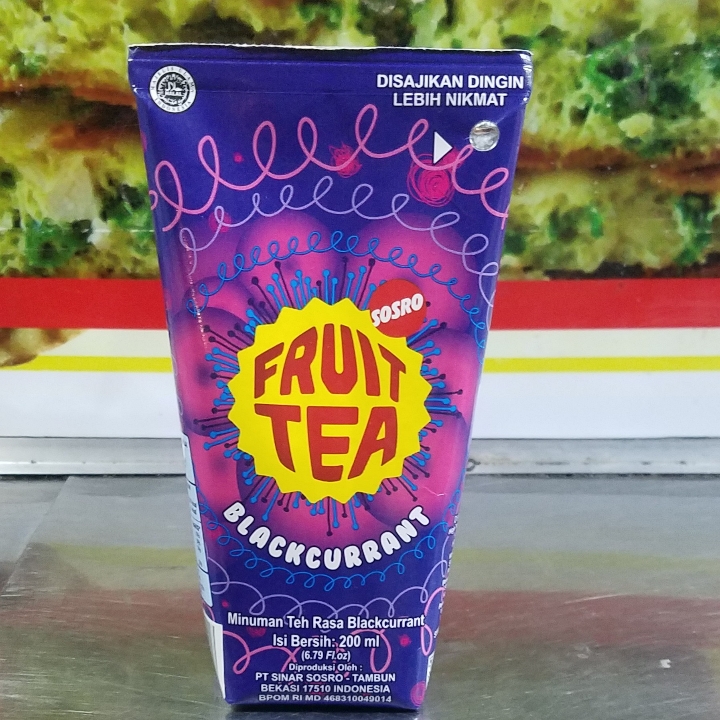 DISAJIKAN DINGIN
LEBIH NIKMAT
HALAL
SOSRO
FRUIT
TEA
BLACKCURRANT
Minuman Teh Rasa Blackcurrant
Isi Bersih: 200 ml
(6.79 Fl.oz)
Diproduksi Oleh :
PT SINAR SOSRO - TAMBUN
BEKASI 17510 INDONESIA
BPOM RI MD 468310049014